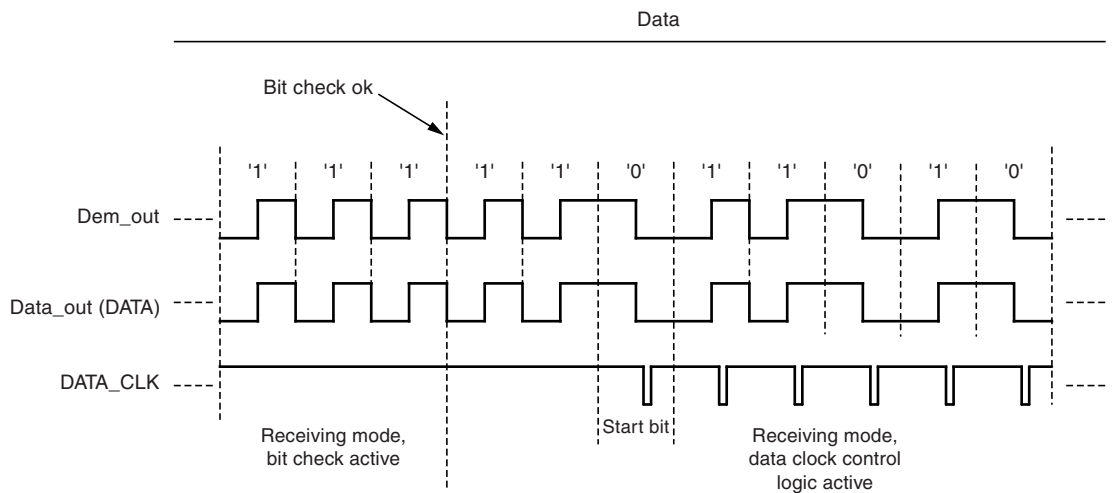 Data
Bit check ok
'1' '1' '1' '1' '1' '0' '1' '1' '0' '1' '0'
Dem_out
Data_out (DATA)
DATA_CLK
Start bit
Receiving mode,
bit check active
Receiving mode,
data clock control
logic active